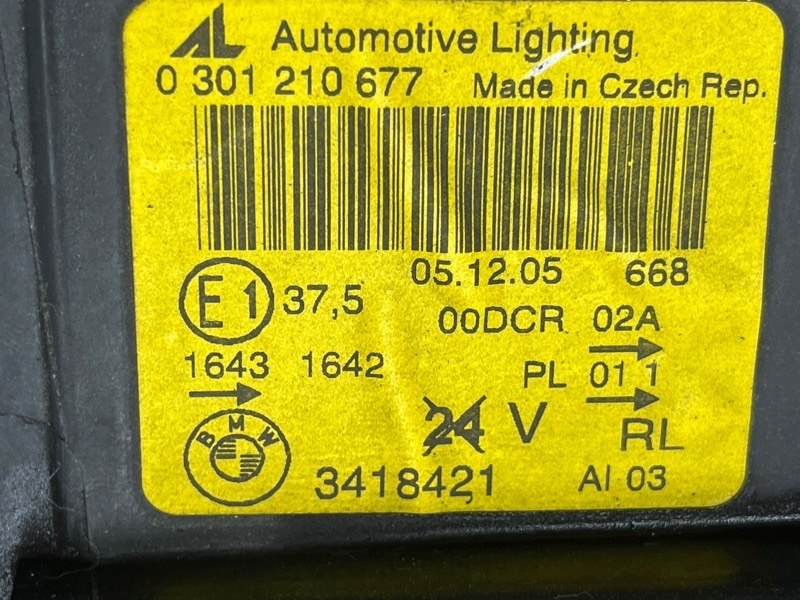 AL Automotive Lighting
0 301 210 677 Made in Czech Rep.
05.12.05 668
E1 37,5 00DCR 02A
1643 1642 PL 01 1
24 V RL
BMW 3418421 AI 03